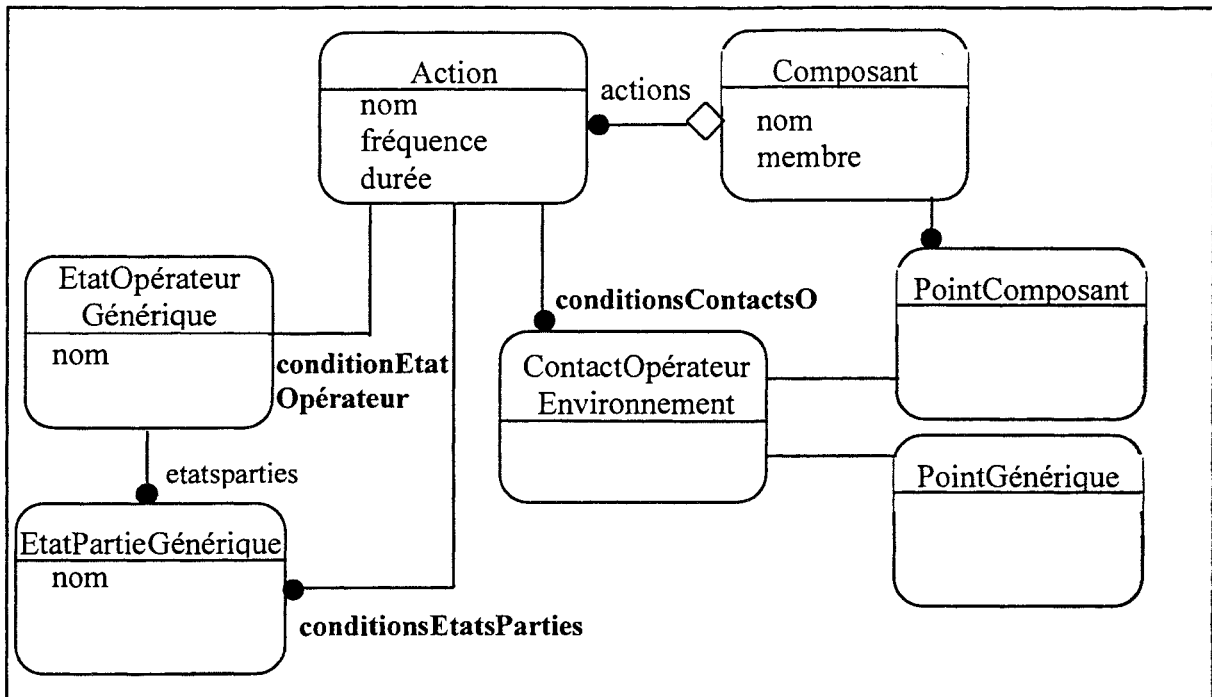 Action
nom
fréquence
durée
actions
Composant
nom
membre
EtatOpérateur
Générique
nom
conditionEtat
Opérateur
conditionsContactsO
ContactOpérateur
Environnement
PointComposant
PointGénérique
etatsparties
EtatPartieGénérique
nom
conditionsEtatsParties